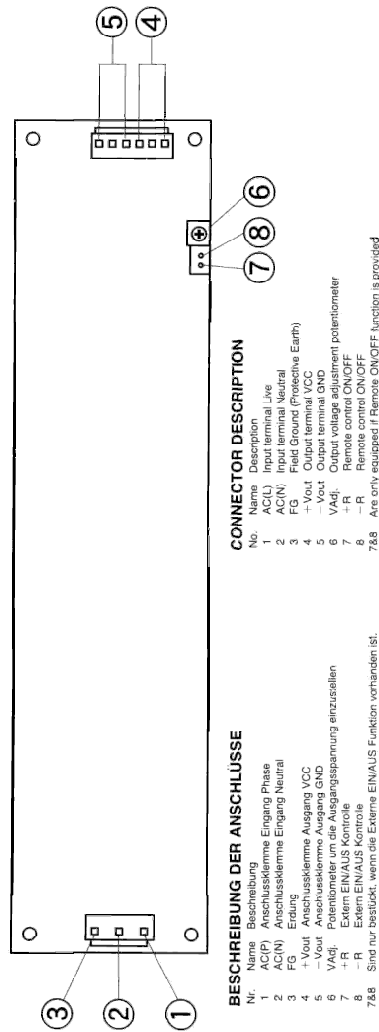 ⑤ ④
⑥
⑧
⑦
③
②
①
BESCHREIBUNG DER ANSCHLÜSSE
Nr. Name Beschreibung
1 AC(P) Anschlussklemme Eingang Phase
2 AC(N) Anschlussklemme Eingang Neutral
3 FG Erdung
4 +Vout Anschussklemme Ausgang VCC
5 −Vout Anschussklemme Ausgang GND
6 VAdj. Potentiometer um die Ausgangsspannung einzustellen
7 +R Extern EIN/AUS Kontrolle
8 −R Extern EIN/AUS Kontrole
7&8 Sind nur bestückt, wenn die Externe EIN/AUS Funktion vorhanden ist.
CONNECTOR DESCRIPTION
No. Name Description
1 AC(L) Input terminal Live
2 AC(N) Input terminal Neutral
3 FG Field Ground (Protective Earth)
4 +Vout Output terminal VCC
5 −Vout Output terminal GND
6 VAdj. Output voltage adjustment potentiometer
7 +R Remote control ON/OFF
8 −R Remote control ON/OFF
7&8 Are only equipped if Remote ON/OFF function is provided